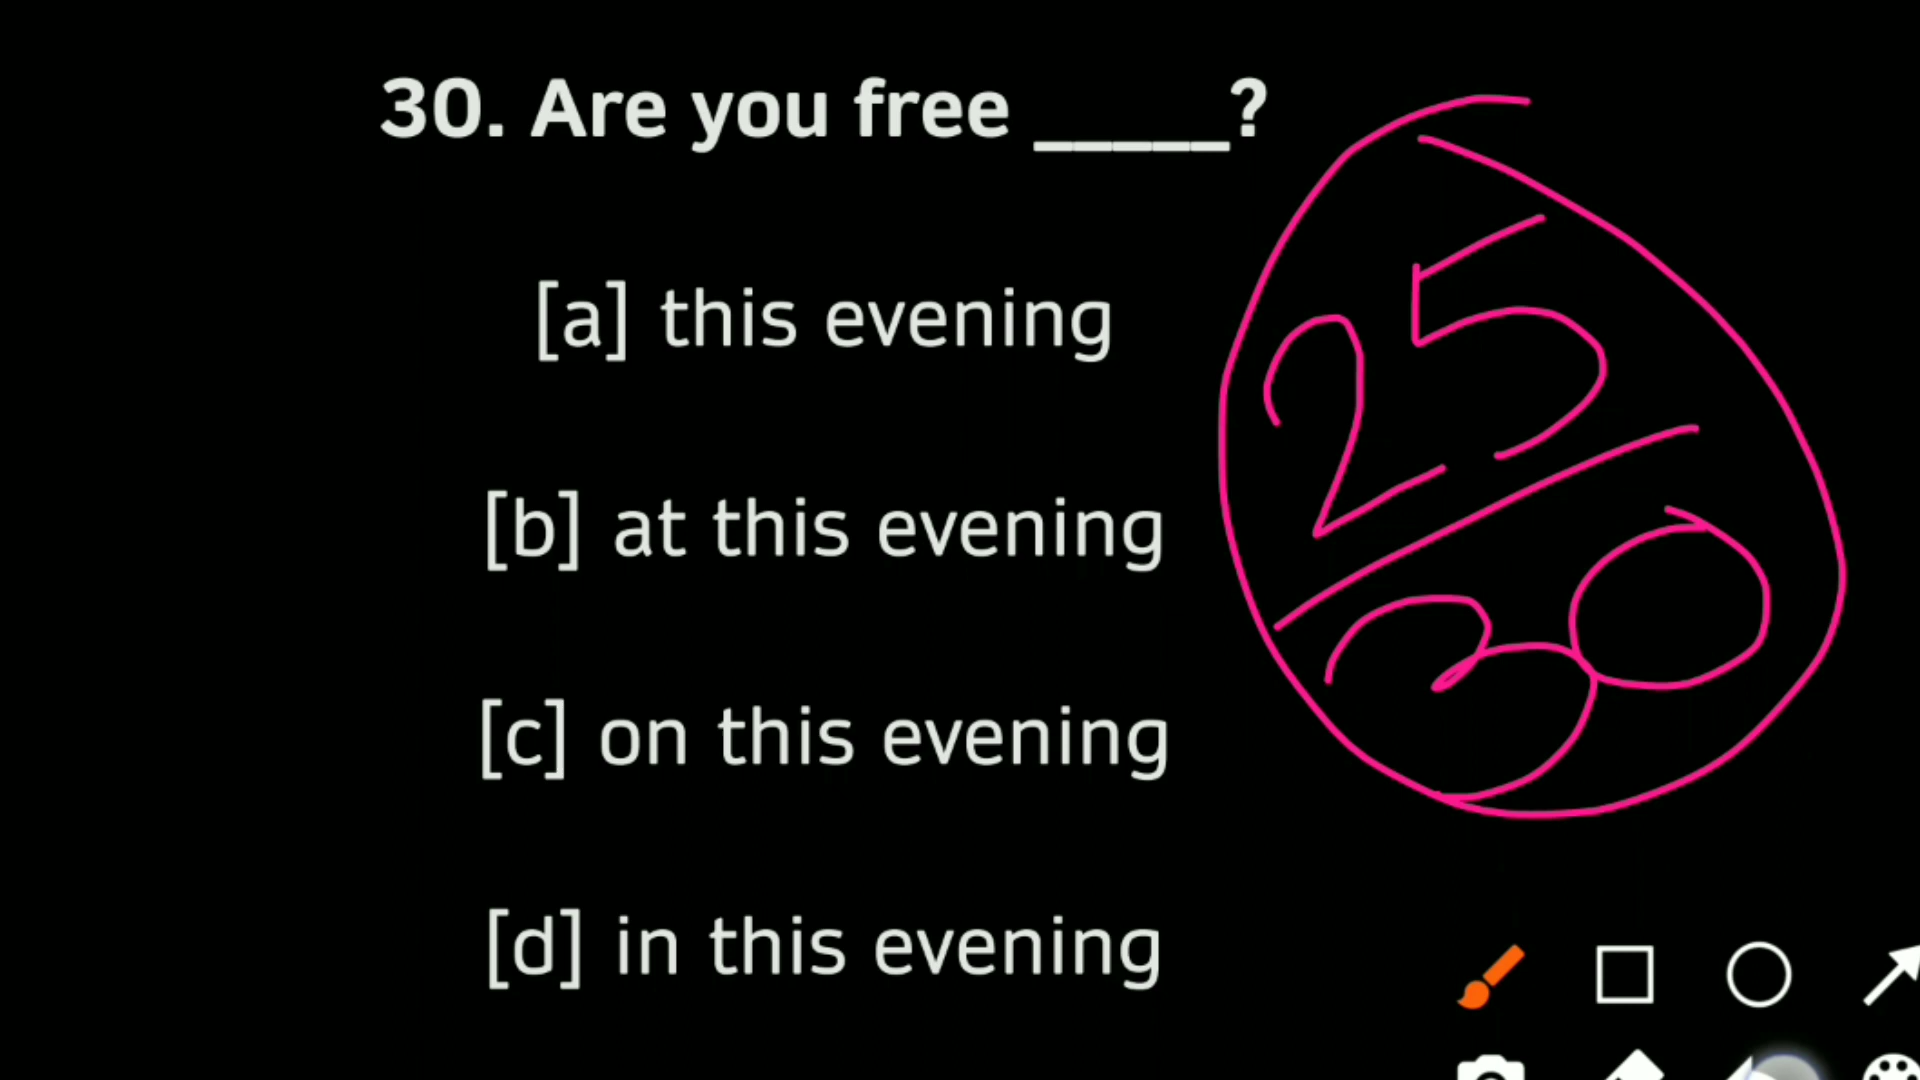 30. Are you free _____?
[a] this evening
[b] at this evening
[c] on this evening
[d] in this evening
25
30